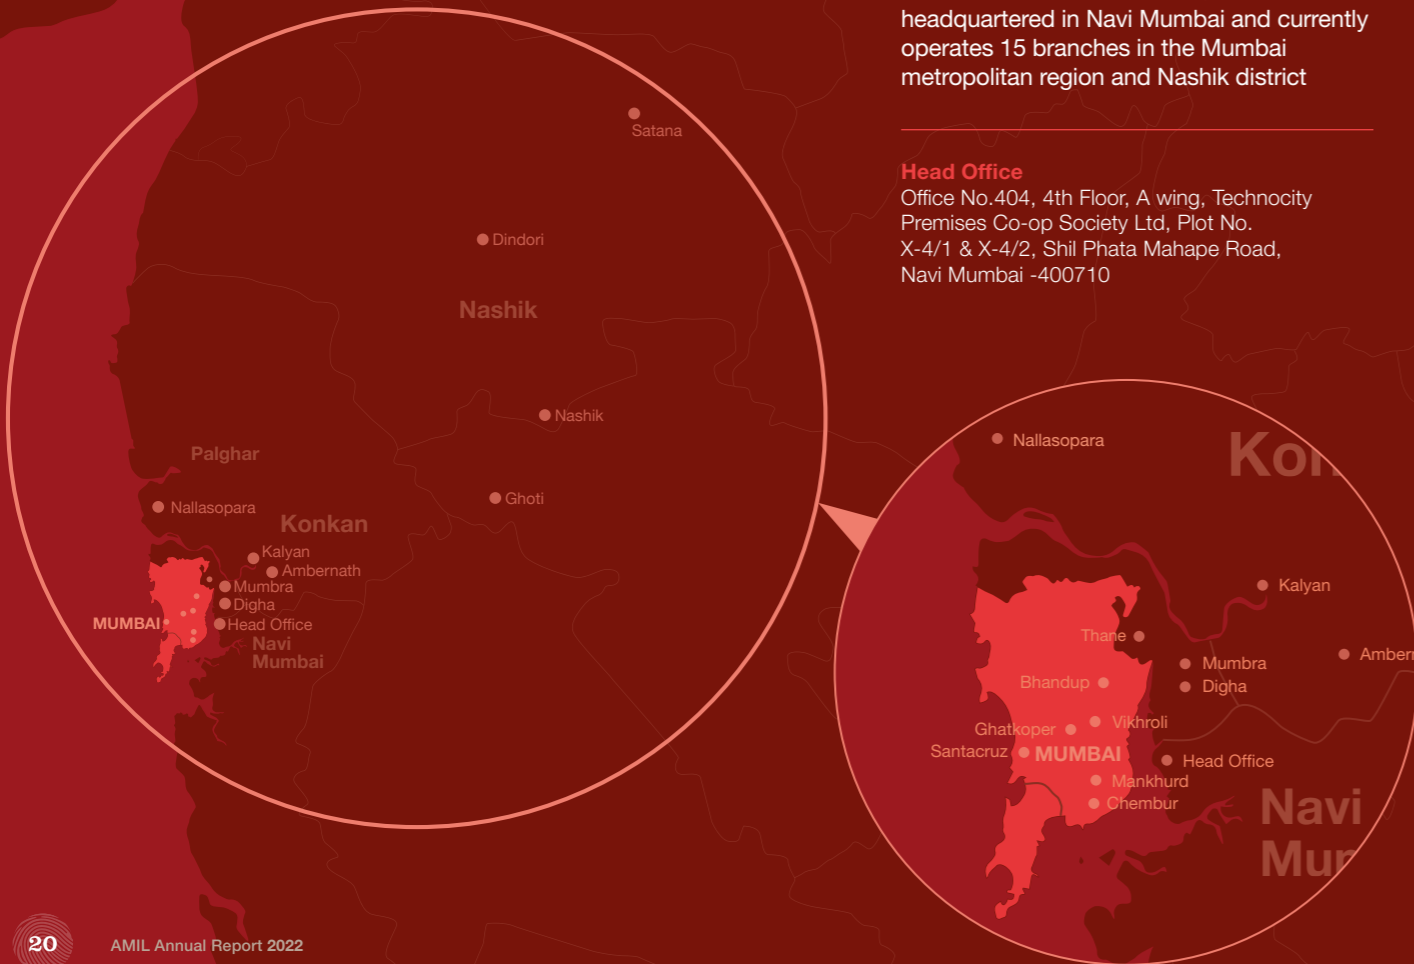 headquartered in Navi Mumbai and currently
operates 15 branches in the Mumbai
metropolitan region and Nashik district
Head Office
Office No.404, 4th Floor, A wing, Technocity
Premises Co-op Society Ltd, Plot No.
X-4/1 & X-4/2, Shil Phata Mahape Road,
Navi Mumbai -400710
Satana
Dindori
Nashik
Nashik
Ghoti
Palghar
Nallasopara
Konkan
Kalyan
Ambernath
Mumbra
Digha
MUMBAI
Head Office
Navi
Mumbai
Nallasopara
Kon
Kalyan
Thane
Mumbra
Ambern
Bhandup
Digha
Vikhroli
Ghatkoper
Santacruz
MUMBAI
Head Office
Mankhurd
Chembur
Navi
Mur
20
AMIL Annual Report 2022